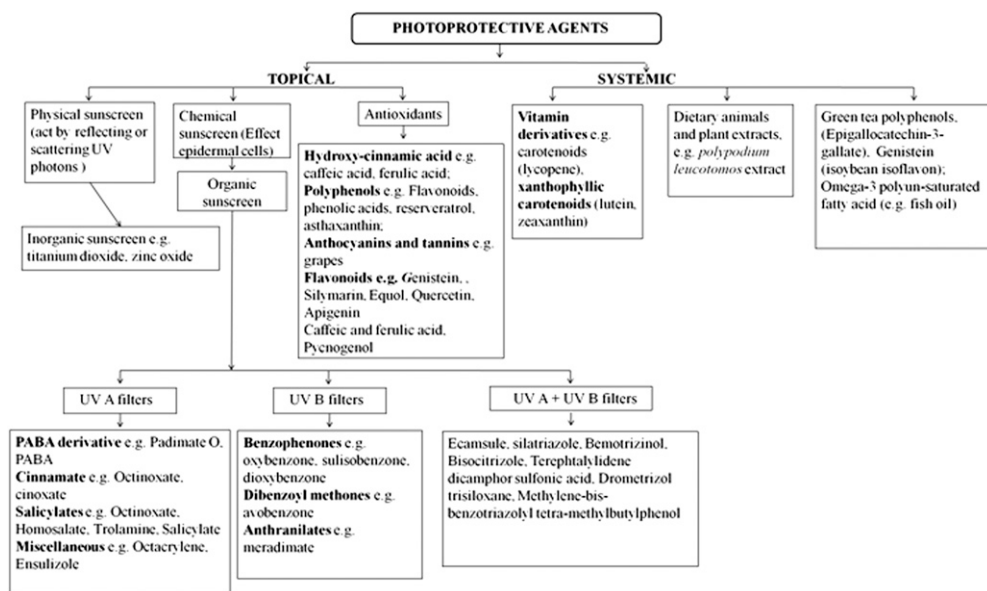 PHOTOPROTECTIVE AGENTS
TOPICAL
SYSTEMIC
Physical sunscreen
(act by reflecting or
scattering UV
photons )
Chemical
sunscreen (Effect
epidermal cells)
Antioxidants
Organic
sunscreen
Inorganic sunscreen e.g.
titanium dioxide, zinc oxide
Hydroxy-cinnamic acid e.g.
caffeic acid, ferulic acid;
Polyphenols e.g. Flavonoids,
phenolic acids, reserveratrol,
asthaxanthin;
Anthocyanins and tannins e.g.
grapes
Flavonoids e.g. Genistein, ,
Silymarin, Equol, Quercetin,
Apigenin
Caffeic and ferulic acid,
Pycnogenol
Vitamin
derivatives e.g.
carotenoids
(lycopene),
xanthophyllic
carotenoids (lutein,
zeaxanthin)
Dietary animals
and plant extracts,
e.g. polypodium
leucotomos extract
Green tea polyphenols,
(Epigallocatechin-3-
gallate), Genistein
(isoybean isoflavon);
Omega-3 polyun-saturated
fatty acid (e.g. fish oil)
UV A filters
UV B filters
UV A + UV B filters
PABA derivative e.g. Padimate O,
PABA
Cinnamate e.g. Octinoxate,
cinoxate
Salicylates e.g. Octinoxate,
Homosalate, Trolamine, Salicylate
Miscellaneous e.g. Octacrylene,
Ensulizole
Benzophenones e.g.
oxybenzone, sulisobenzone,
dioxybenzone
Dibenzoyl methones e.g.
avobenzone
Anthranilates e.g.
meradimate
Ecamsule, silatriazole, Bemotrizinol,
Bisocitrizole, Terephtalylidene
dicamphor sulfonic acid, Drometrizol
trisiloxane, Methylene-bis-
benzotriazolyl tetra-methylbutylphenol